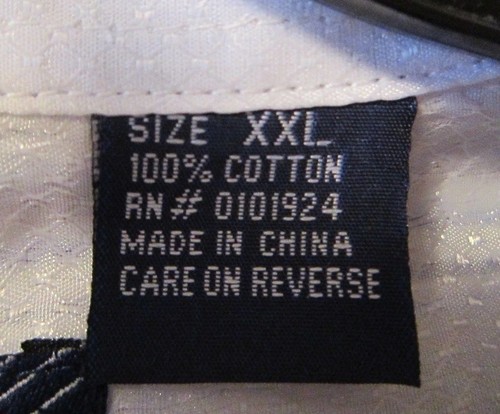 SIZE XXL
100% COTTON
RN# 0101924
MADE IN CHINA
CARE ON REVERSE